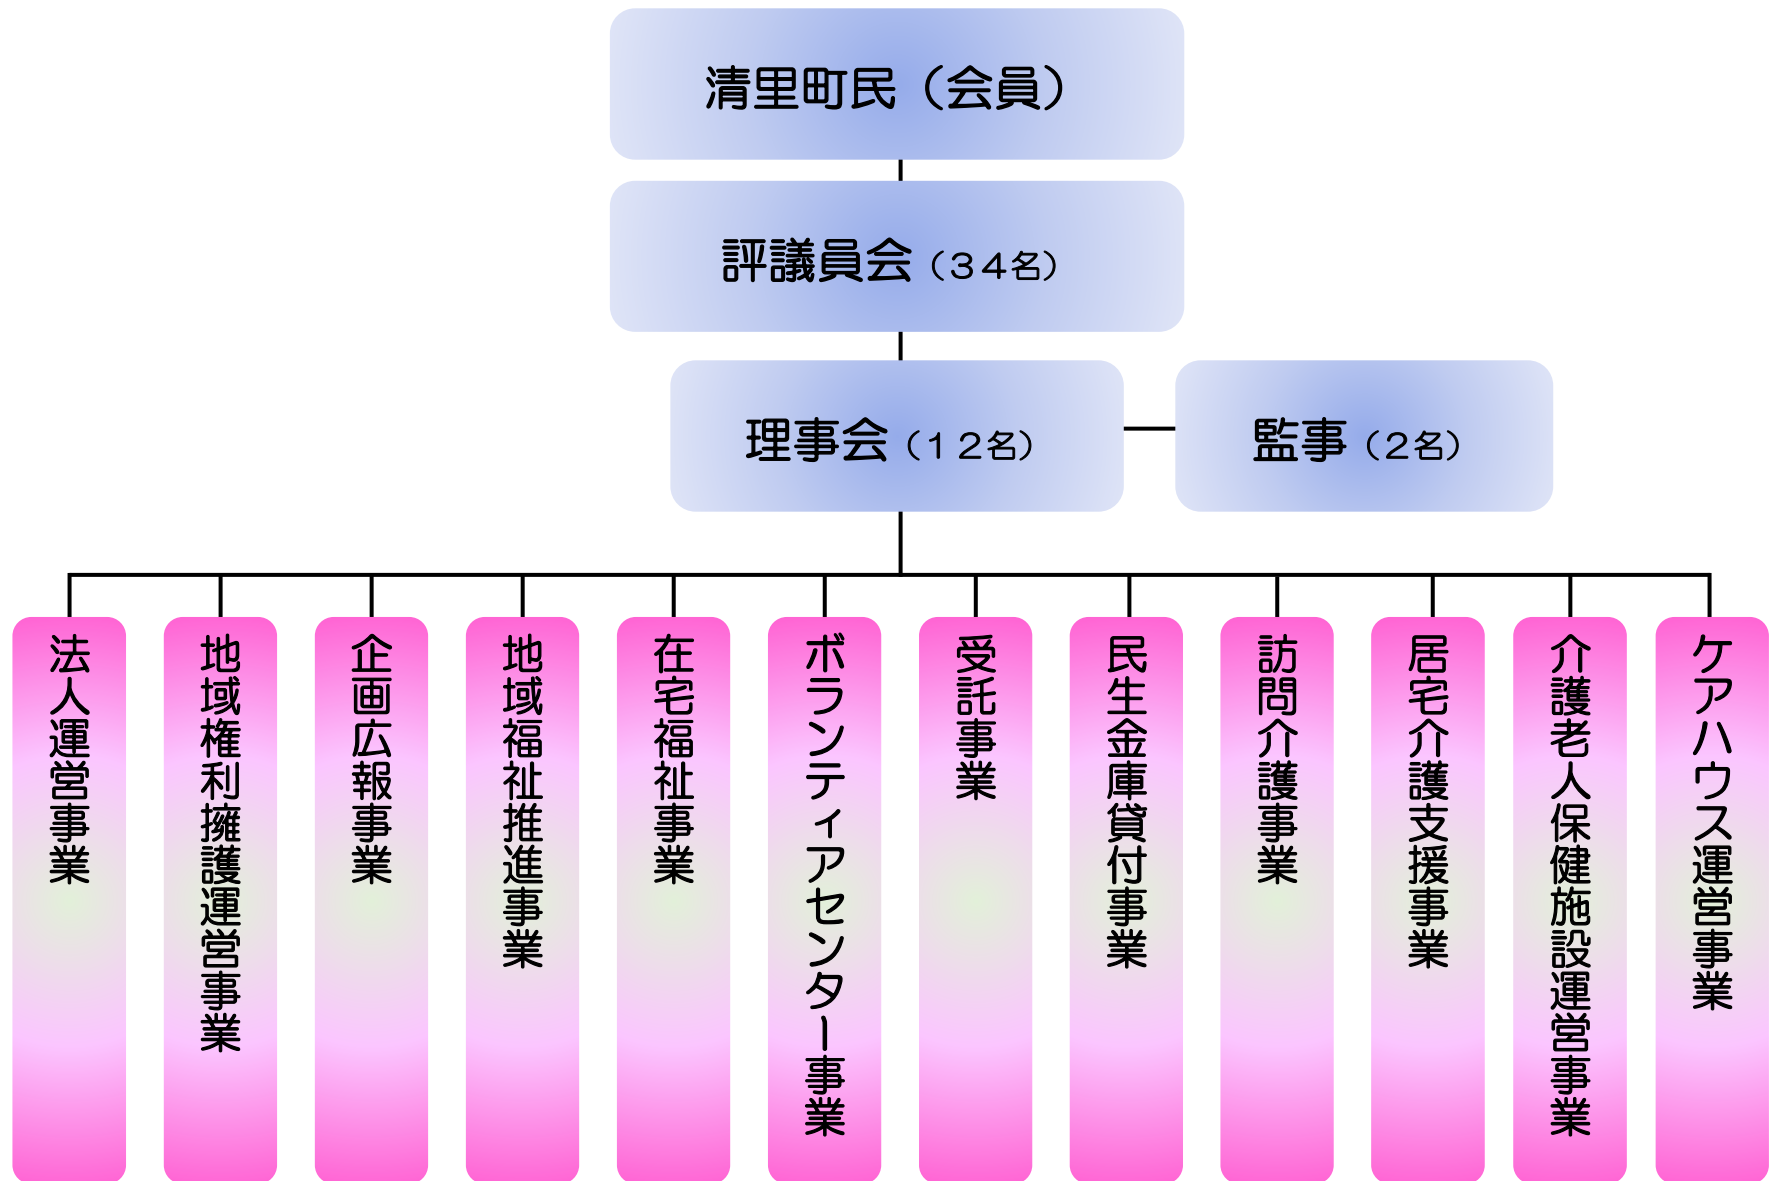 清里町民（会員）
評議員会（３４名）
理事会（１２名）
監事（２名）
法人運営事業
地域権利擁護運営事業
企画広報事業
地域福祉推進事業
在宅福祉事業
ボランティアセンター事業
受託事業
民生金庫貸付事業
訪問介護事業
居宅介護支援事業
介護老人保健施設運営事業
ケアハウス運営事業